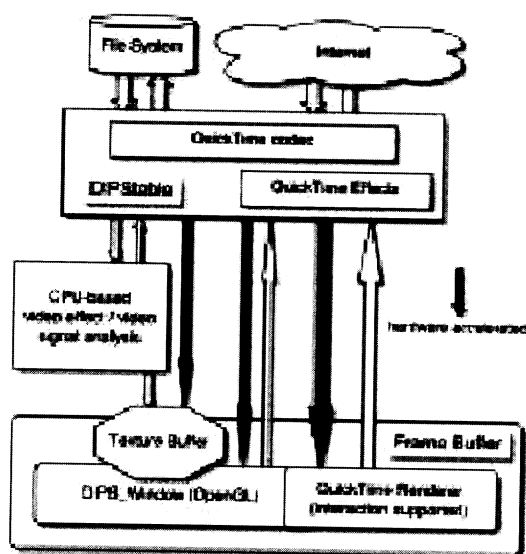 File-System
Internet
QuickTime codec
DIPStable
QuickTime Effects
CPU-based
video effect / video
signal analysis
hardware-accelerated
Texture Buffer
Frame Buffer
(OpenGL)
QuickTime Renderer
(interaction supported)